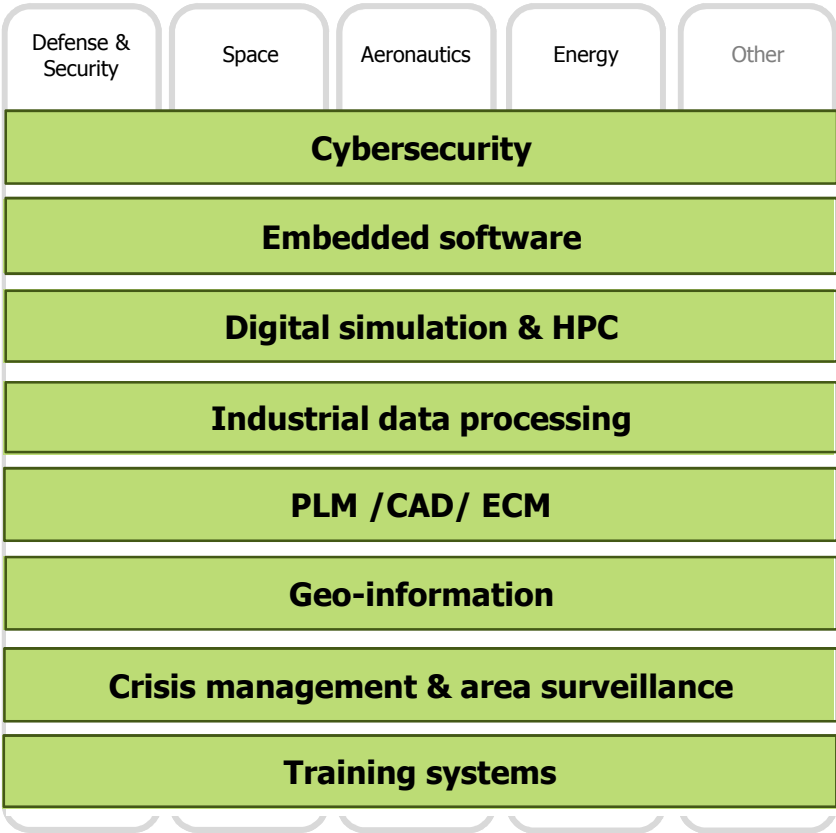 Defense &
Security
Space
Aeronautics
Energy
Other
Cybersecurity
Embedded software
Digital simulation & HPC
Industrial data processing
PLM /CAD/ ECM
Geo-information
Crisis management & area surveillance
Training systems